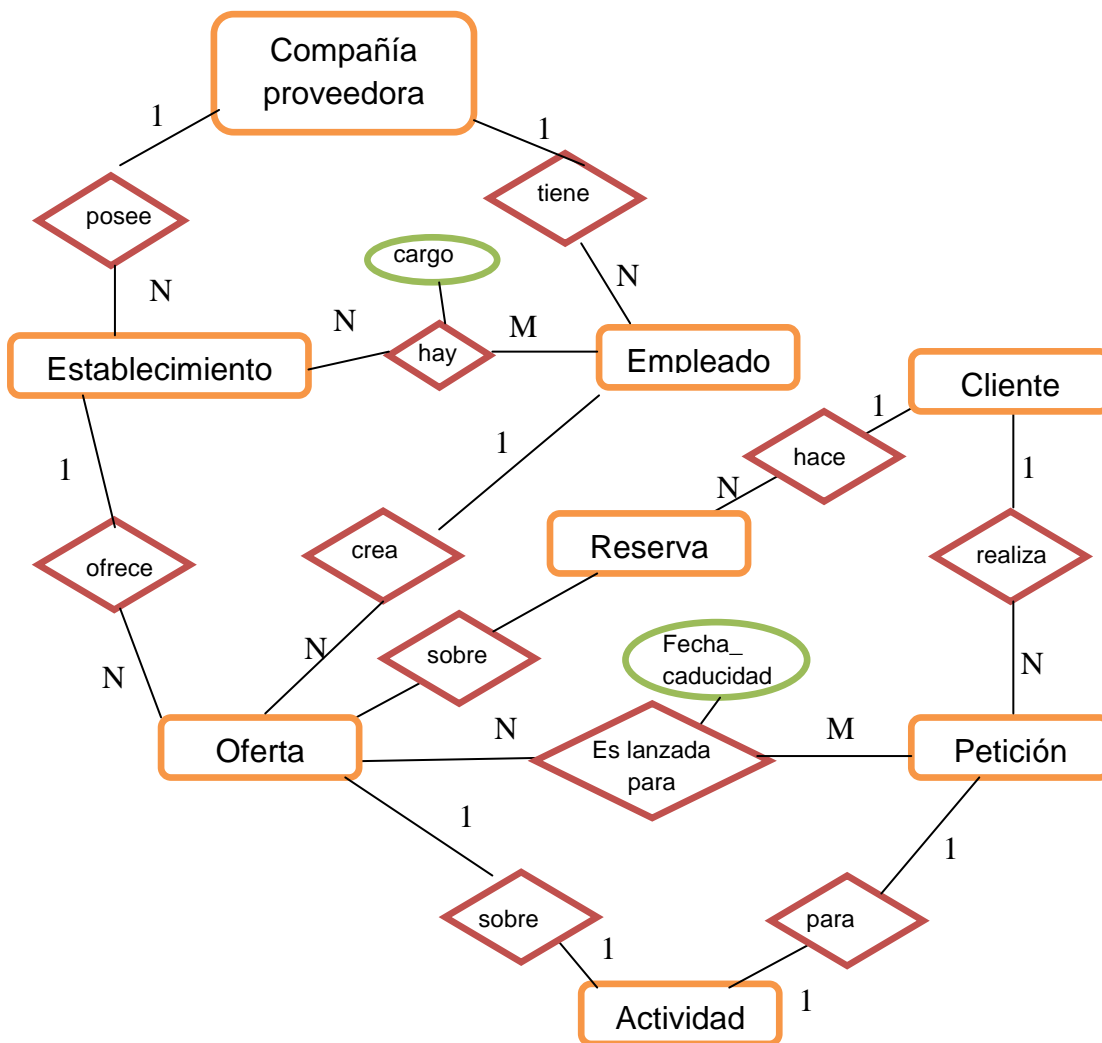 Compañía
proveedora
1
1
tiene
posee
cargo
N
N
N
M
hay
Establecimiento
Empleado
Cliente
1
1
1
hace
1
N
Reserva
crea
ofrece
realiza
N
sobre
Fecha_
caducidad
N
N
N
M
Oferta
Es lanzada
para
Petición
1
1
sobre
para
1
1
Actividad